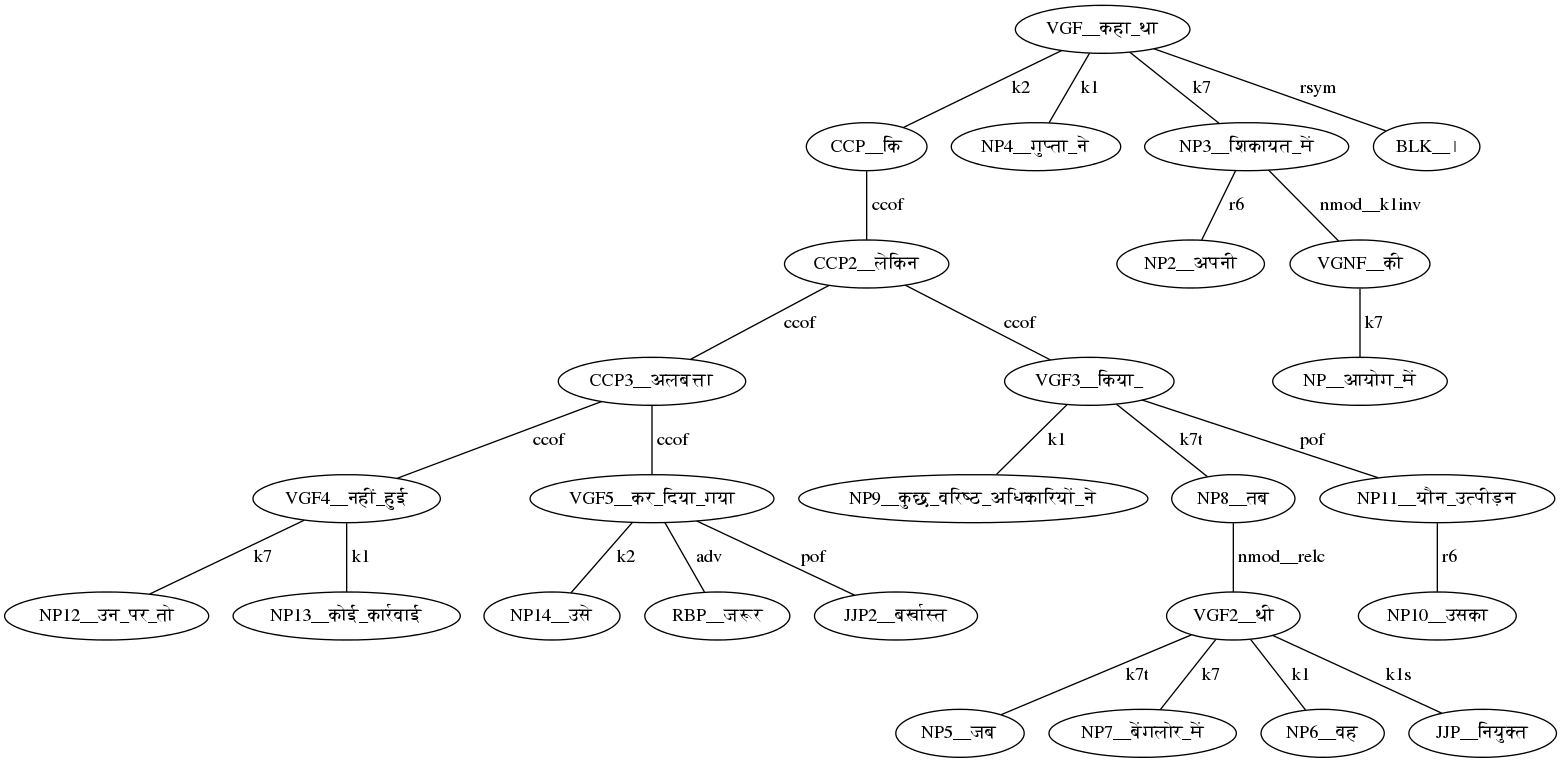 VGF__कहा_था
k2 k1 k7 rsym
CCP__कि NP4__गुप्ता_ने NP3__शिकायत_में BLK__।
ccof r6 nmod__k1inv
CCP2__लेकिन NP2__अपनी VGNF__की
ccof ccof k7
CCP3__अलबत्ता VGF3__किया_ NP__आयोग_में
ccof ccof k1 k7t pof
VGF4__नहीं_हुई VGF5__कर_दिया_गया NP9__कुछ_वरिष्ठ_अधिकारियों_ने NP8__तब NP11__यौन_उत्पीड़न
k7 k1 k2 adv pof nmod__relc r6
NP12__उन_पर_तो NP13__कोई_कार्रवाई NP14__उसे RBP__जरूर JJP2__बर्खास्त VGF2__थी NP10__उसका
k7t k7 k1 k1s
NP5__जब NP7__बेंगलोर_में NP6__वह JJP__नियुक्त